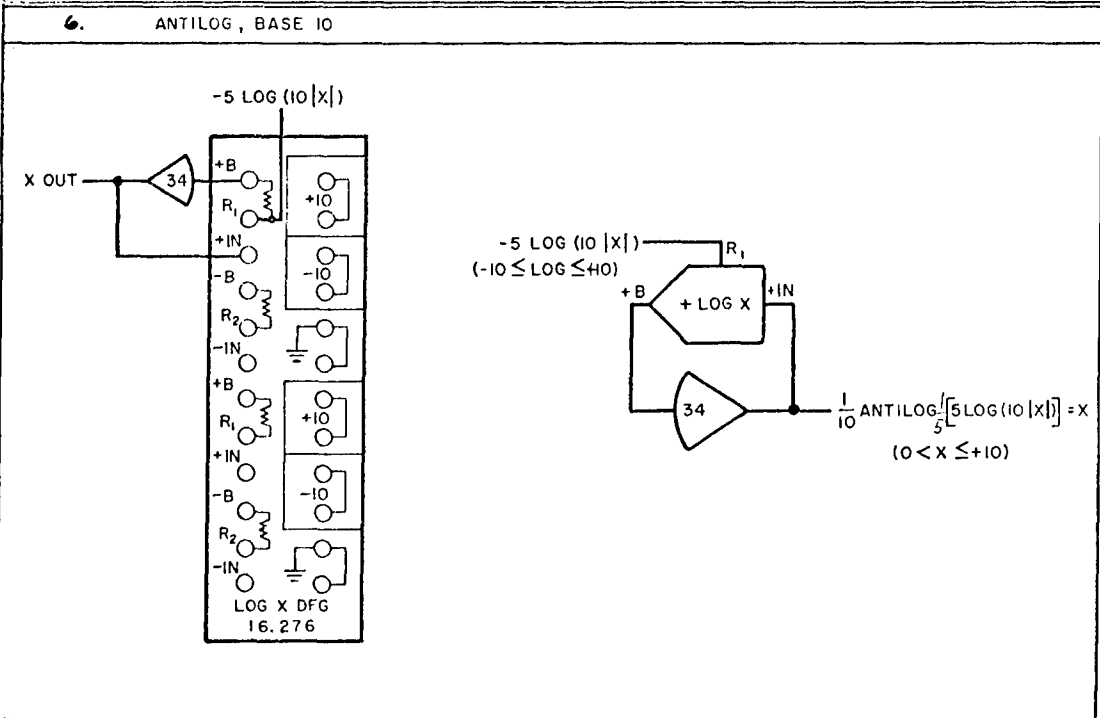 6. ANTILOG, BASE 10
-5 LOG (10|X|)
X OUT
34
+B
R1
+IN
-B
R2
-IN
+B
R1
+IN
-B
R2
-IN
+10
-10
+10
-10
LOG X DFG
16.276
-5 LOG (10|X|)
(-10 ≤ LOG ≤ +10)
R1
+B
+ LOG X
+IN
34
1/10 ANTILOG 1/5 [5 LOG (10|X|)] = X
(0 < X ≤ +10)